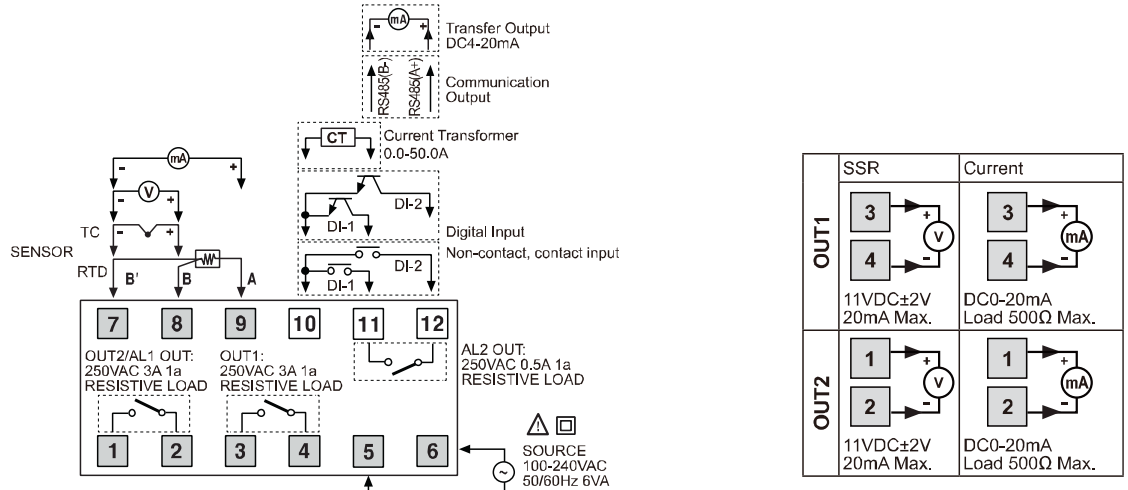 - mA +
Transfer Output
DC4-20mA
RS485(B-)
RS485(A+)
Communication
Output
CT
Current Transformer
0.0-50.0A
DI-2
DI-1
Digital Input
Non-contact, contact input
DI-2
DI-1
- mA +
- V +
TC - +
SENSOR
RTD B' B A
7 8 9 10 11 12
OUT2/AL1 OUT:
250VAC 3A 1a
RESISTIVE LOAD
OUT1:
250VAC 3A 1a
RESISTIVE LOAD
AL2 OUT:
250VAC 0.5A 1a
RESISTIVE LOAD
1 2 3 4 5 6
SOURCE
100-240VAC
50/60Hz 6VA
SSR Current
OUT1
3 + V
4 -
11VDC±2V
20mA Max.
3 + mA
4 -
DC0-20mA
Load 500Ω Max.
OUT2
1 + V
2 -
11VDC±2V
20mA Max.
1 + mA
2 -
DC0-20mA
Load 500Ω Max.